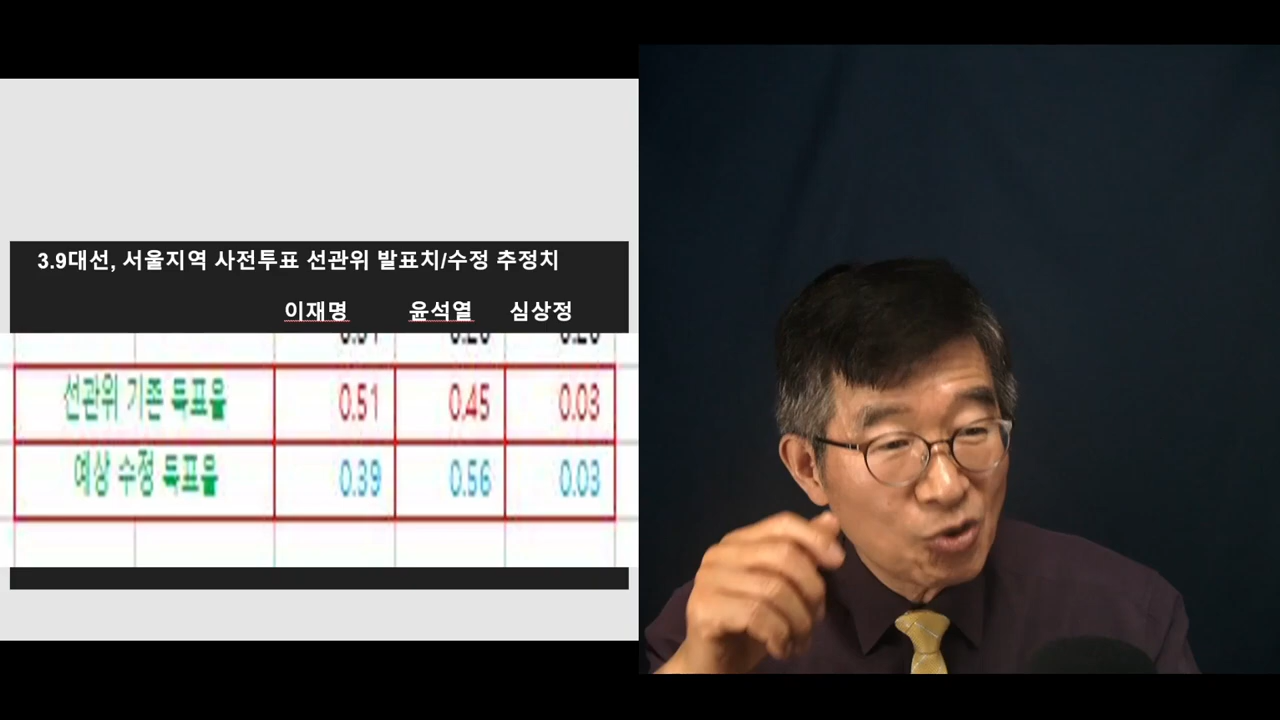 3.9대선, 서울지역 사전투표 선관위 발표치/수정 추정치
이재명 윤석열 심상정
선관위 기존 득표율 0.51 0.45 0.03
예상 수정 득표율 0.39 0.56 0.03